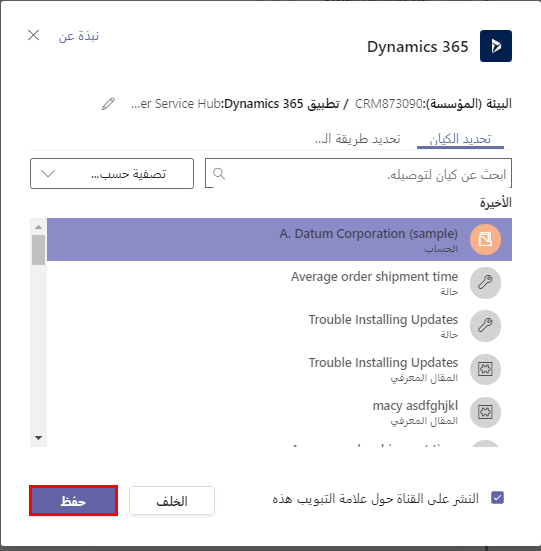 نبذة عن
Dynamics 365
البيئة (المؤسسة):CRM873090 / تطبيق Dynamics 365:er Service Hub...
تحديد الكيان تحديد طريقة الـ...
ابحث عن كيان لتوصيله. تصفية حسب...
الأخيرة
A. Datum Corporation (sample)
الحساب
Average order shipment time
حالة
Trouble Installing Updates
حالة
Trouble Installing Updates
المقال المعرفي
macy asdfghjkl
المقال المعرفي
النشر على القناة حول علامة التبويب هذه
الخلف
حفظ